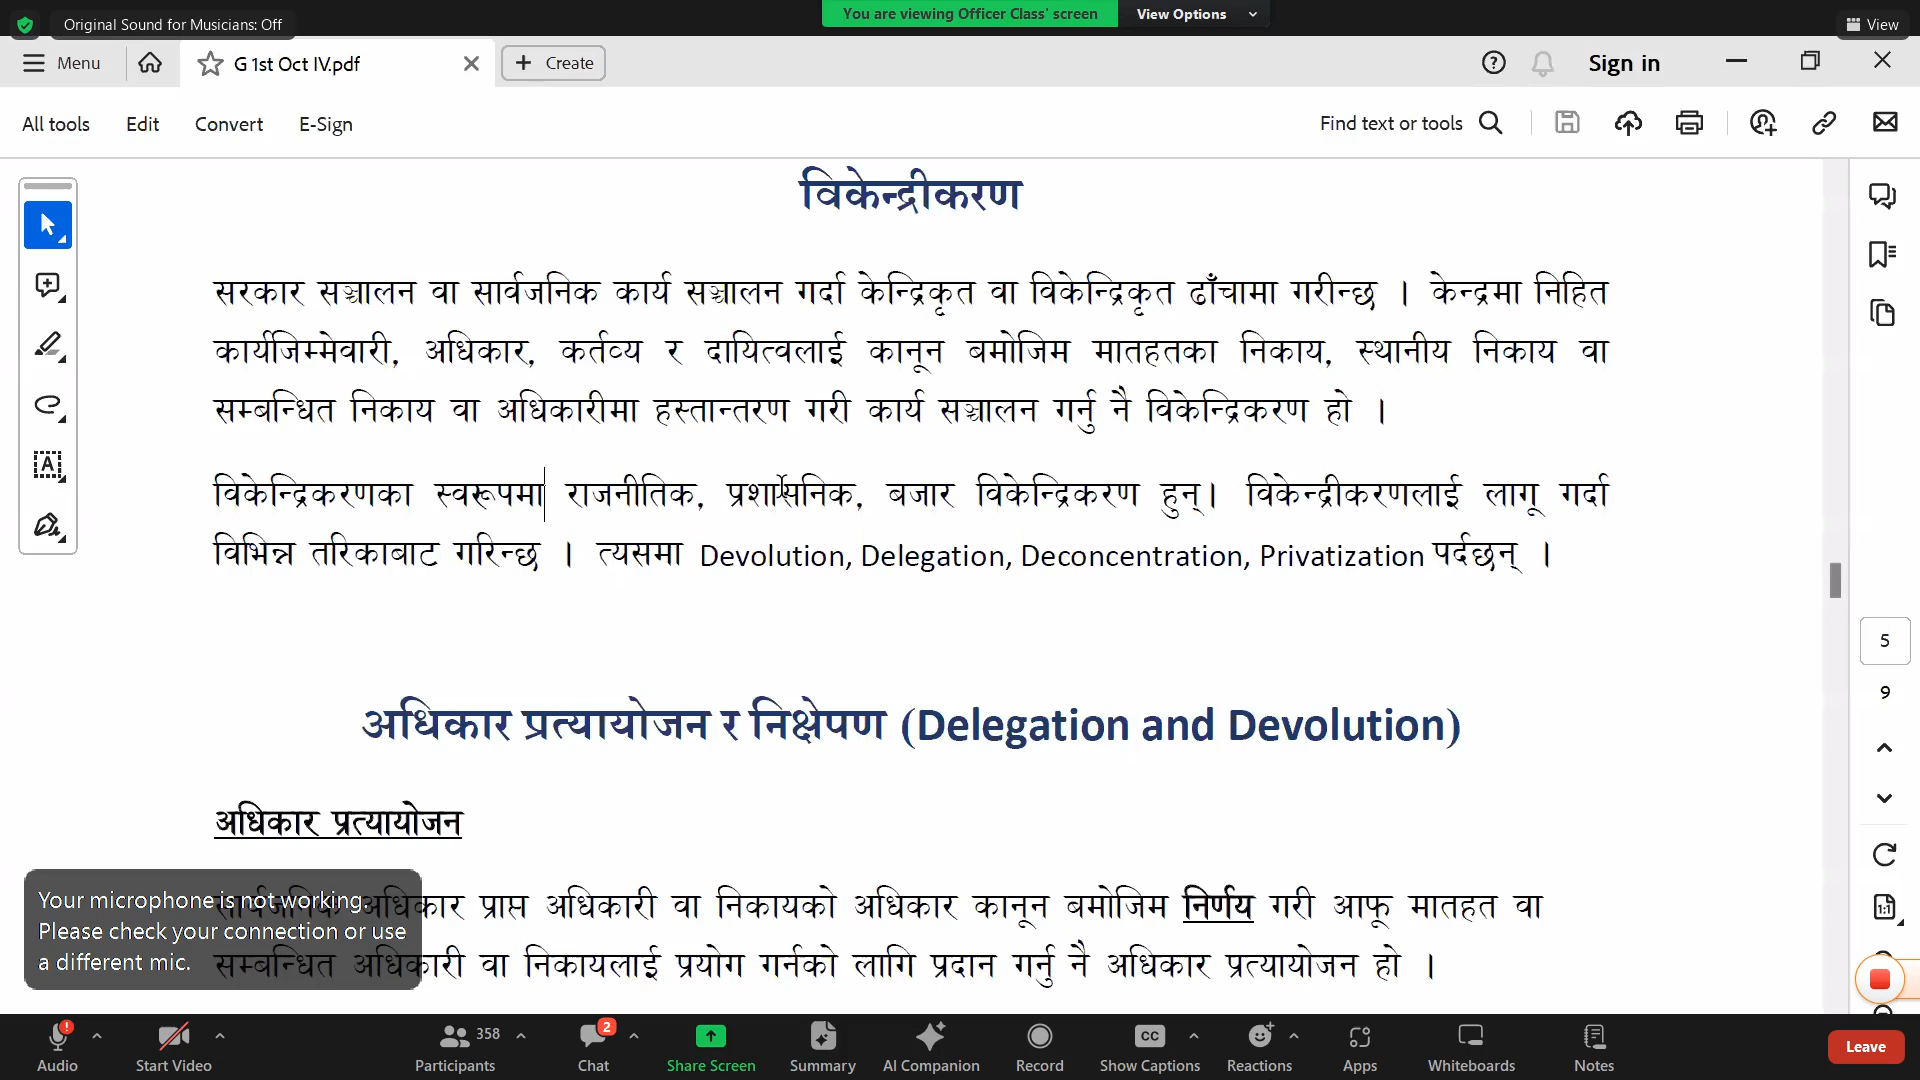 Original Sound for Musicians: Off
You are viewing Officer Class' screen
View Options
View
Menu
G 1st Oct IV.pdf
Create
Sign in
All tools
Edit
Convert
E-Sign
Find text or tools
विकेन्द्रीकरण
सरकार सञ्चालन वा सार्वजनिक कार्य सञ्चालन गर्दा केन्द्रिकृत वा विकेन्द्रिकृत ढाँचामा गरीन्छ । केन्द्रमा निहित
कार्यजिम्मेवारी, अधिकार, कर्तव्य र दायित्वलाई कानून बमोजिम मातहतका निकाय, स्थानीय निकाय वा
सम्बन्धित निकाय वा अधिकारीमा हस्तान्तरण गरी कार्य सञ्चालन गर्नु नै विकेन्द्रिकरण हो ।
विकेन्द्रिकरणका स्वरूपमा राजनीतिक, प्रशासनिक, बजार विकेन्द्रिकरण हुन्। विकेन्द्रीकरणलाई लागू गर्दा
विभिन्न तरिकाबाट गरिन्छ । त्यसमा Devolution, Delegation, Deconcentration, Privatization पर्दछन् ।
5
9
अधिकार प्रत्यायोजन र निक्षेपण (Delegation and Devolution)
अधिकार प्रत्यायोजन
सार्वजनिक अधिकार प्राप्त अधिकारी वा निकायको अधिकार कानून बमोजिम निर्णय गरी आफू मातहत वा
सम्बन्धित अधिकारी वा निकायलाई प्रयोग गर्नको लागि प्रदान गर्नु नै अधिकार प्रत्यायोजन हो ।
Your microphone is not working.
Please check your connection or use
a different mic.
1:1
Audio
Start Video
Participants
358
Chat
2
Share Screen
Summary
AI Companion
Record
CC
Show Captions
Reactions
Apps
Whiteboards
Notes
Leave